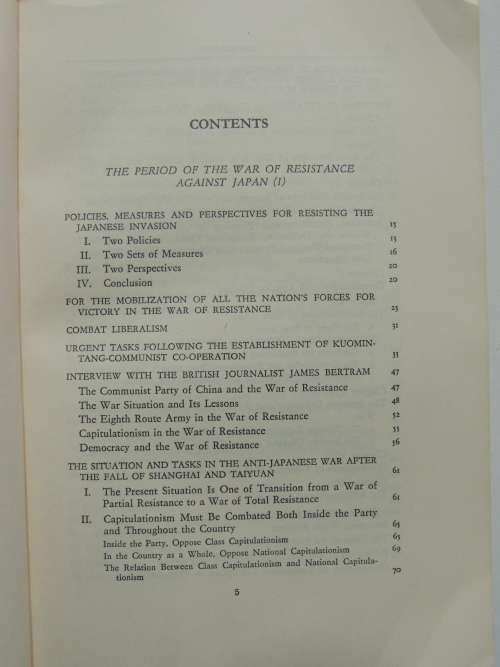 CONTENTS
THE PERIOD OF THE WAR OF RESISTANCE
AGAINST JAPAN (I)
POLICIES, MEASURES AND PERSPECTIVES FOR RESISTING THE
JAPANESE INVASION 13
I. Two Policies 13
II. Two Sets of Measures 16
III. Two Perspectives 20
IV. Conclusion 20
FOR THE MOBILIZATION OF ALL THE NATION'S FORCES FOR
VICTORY IN THE WAR OF RESISTANCE 23
COMBAT LIBERALISM 31
URGENT TASKS FOLLOWING THE ESTABLISHMENT OF KUOMIN-
TANG-COMMUNIST CO-OPERATION 35
INTERVIEW WITH THE BRITISH JOURNALIST JAMES BERTRAM 47
The Communist Party of China and the War of Resistance 47
The War Situation and Its Lessons 48
The Eighth Route Army in the War of Resistance 52
Capitulationism in the War of Resistance 55
Democracy and the War of Resistance 56
THE SITUATION AND TASKS IN THE ANTI-JAPANESE WAR AFTER
THE FALL OF SHANGHAI AND TAIYUAN 61
I. The Present Situation Is One of Transition from a War of
Partial Resistance to a War of Total Resistance 61
II. Capitulationism Must Be Combated Both Inside the Party
and Throughout the Country 65
Inside the Party, Oppose Class Capitulationism 65
In the Country as a Whole, Oppose National Capitulationism 69
The Relation Between Class Capitulationism and National Capitula-
tionism 70
5